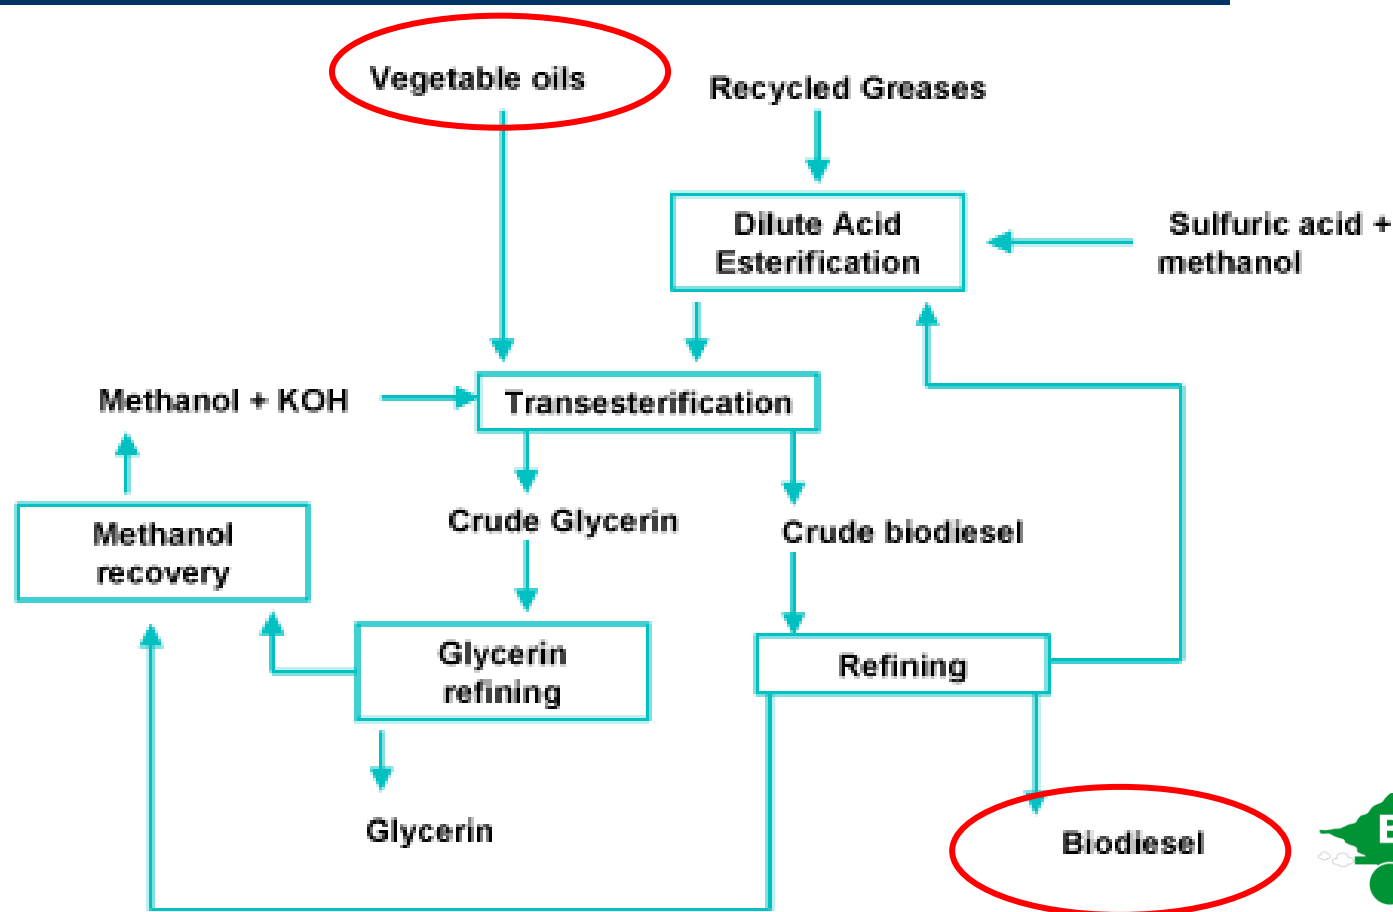 Vegetable oils
Recycled Greases
Dilute Acid
Esterification
Sulfuric acid +
methanol
Methanol + KOH
Transesterification
Methanol
recovery
Crude Glycerin
Crude biodiesel
Glycerin
refining
Refining
Glycerin
Biodiesel